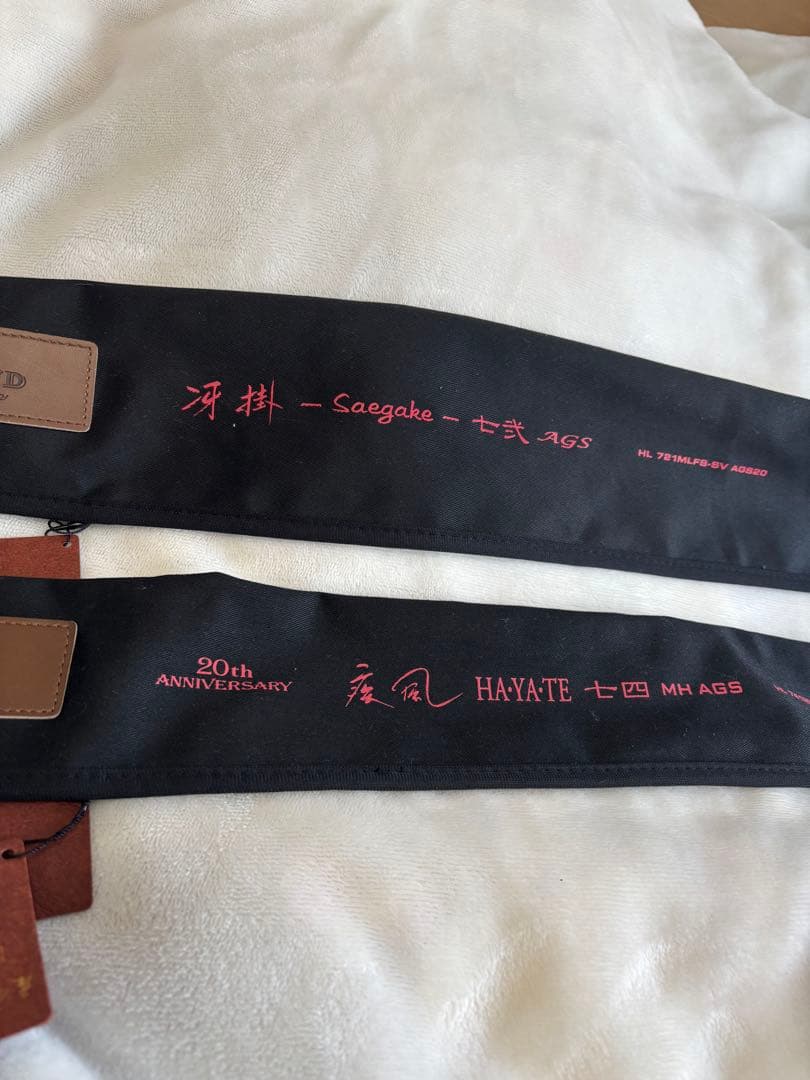 冴掛 – Saegake – 七弐 AGS
HL 721MLFS-SV AGS20
20th
ANNIVERSARY
疾風 HA·YA·TE 七四 MH AGS